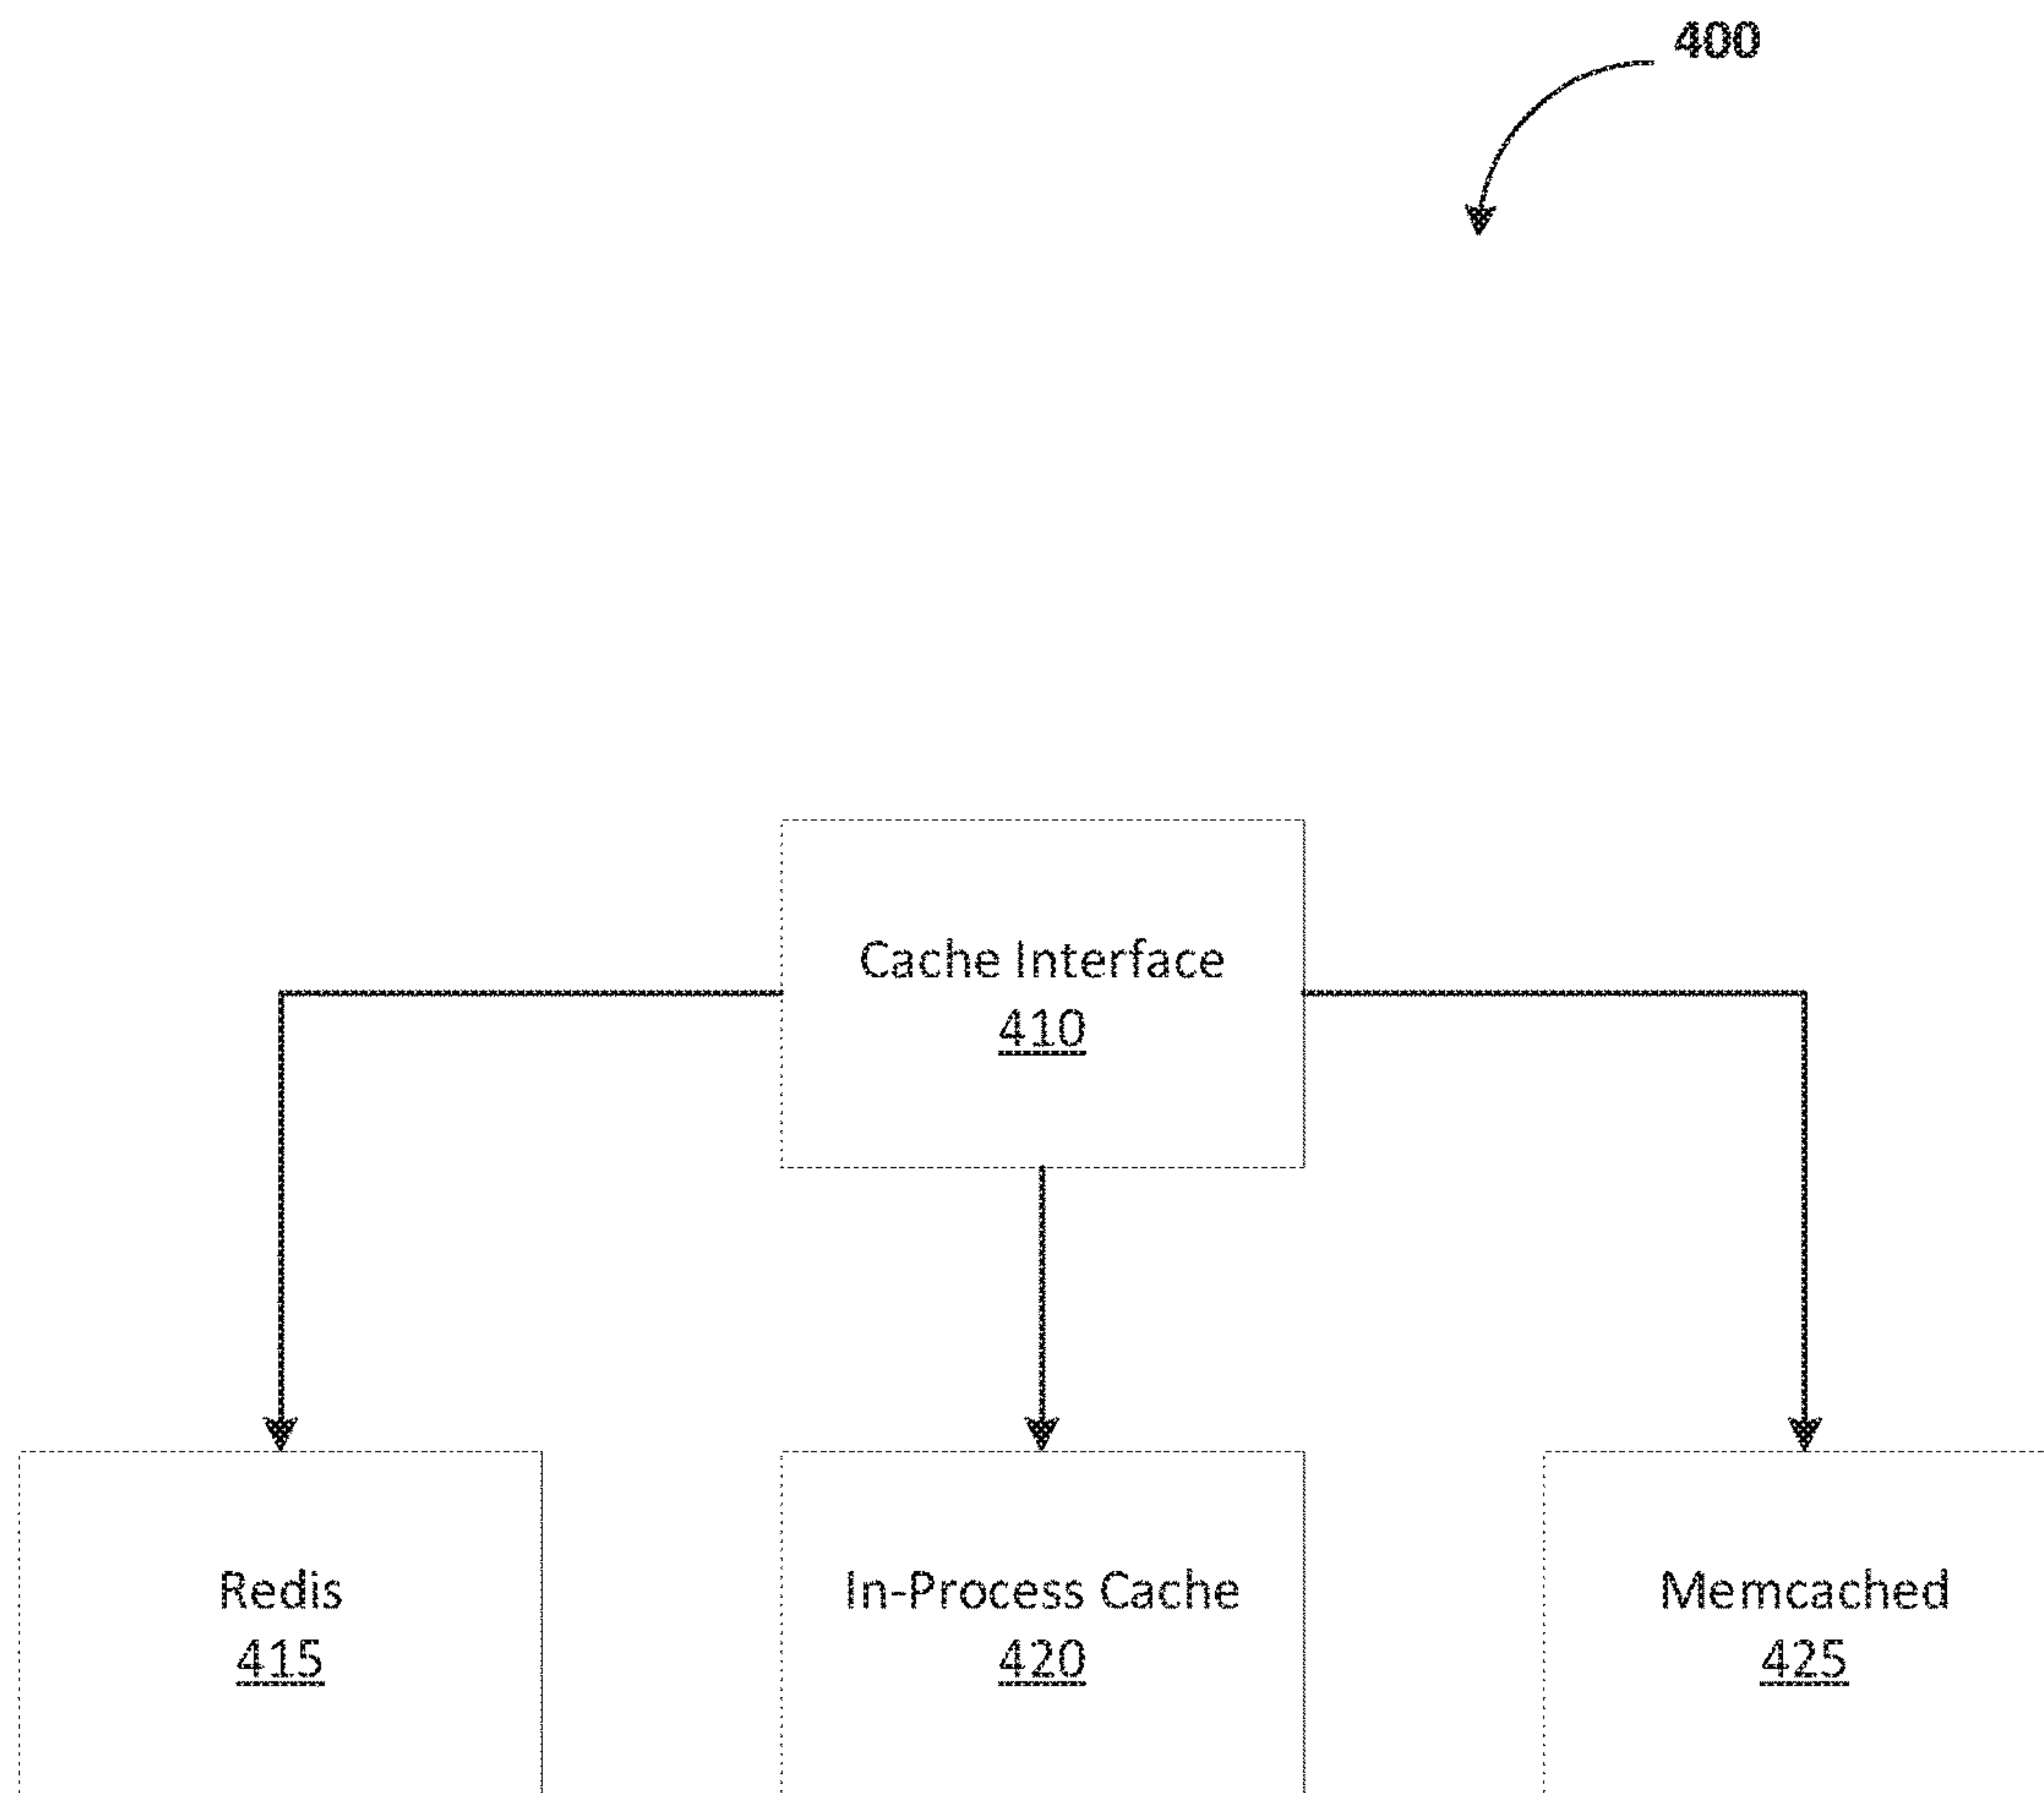 400
Cache Interface
410
Redis
415
In-Process Cache
420
Memcached
425